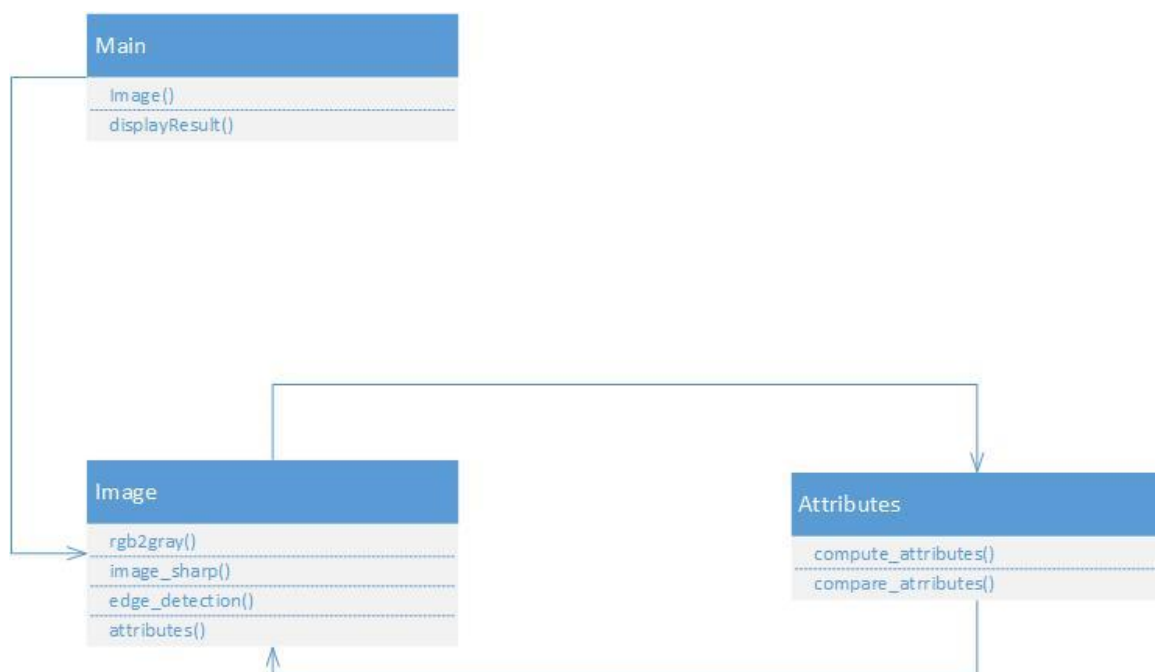 Main
Image()
displayResult()
Image
rgb2gray()
image_sharp()
edge_detection()
attributes()
Attributes
compute_attributes()
compare_atrributes()